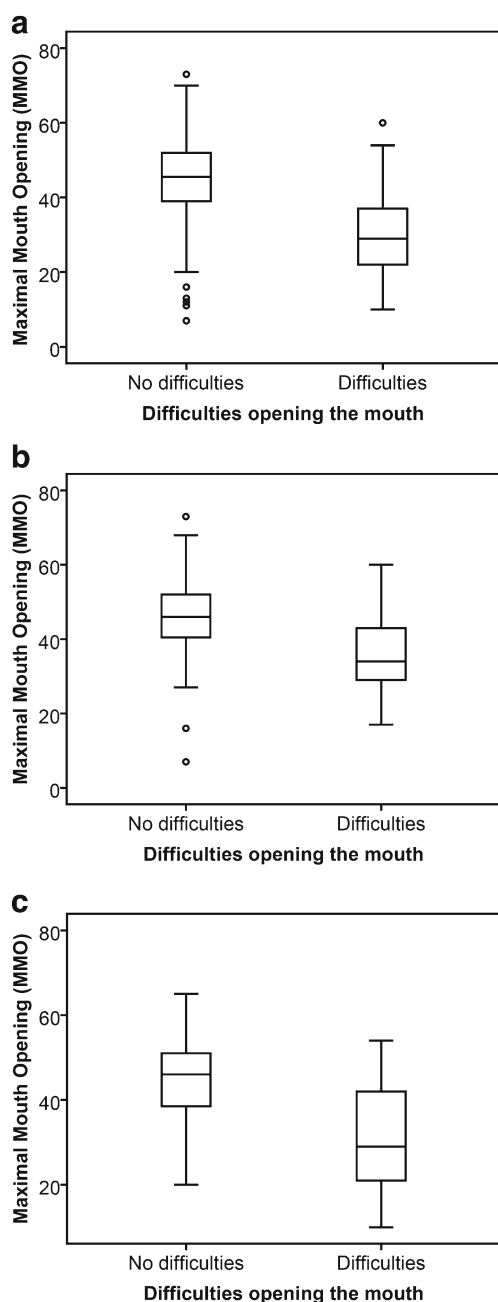 a
Maximal Mouth Opening (MMO)
80
60
40
20
0
No difficulties Difficulties
Difficulties opening the mouth
b
Maximal Mouth Opening (MMO)
80
60
40
20
0
No difficulties Difficulties
Difficulties opening the mouth
c
Maximal Mouth Opening (MMO)
80
60
40
20
No difficulties Difficulties
Difficulties opening the mouth